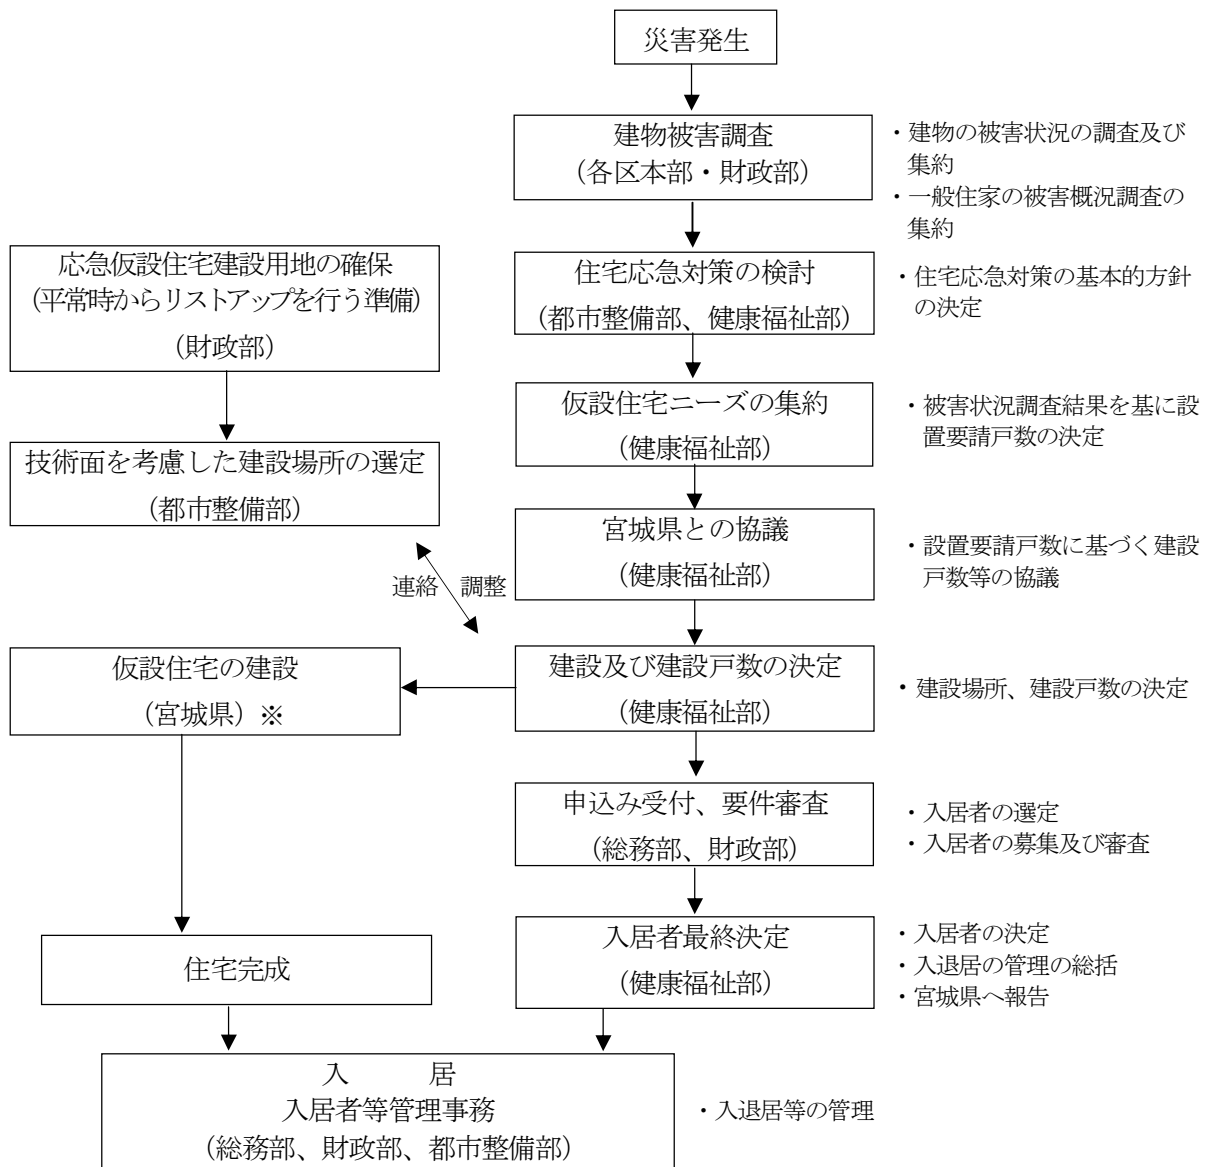 災害発生
建物被害調査
（各区本部・財政部）
・建物の被害状況の調査及び
集約
・一般住家の被害概況調査の
集約
応急仮設住宅建設用地の確保
（平常時からリストアップを行う準備）
（財政部）
住宅応急対策の検討
（都市整備部、健康福祉部）
・住宅応急対策の基本的方針
の決定
仮設住宅ニーズの集約
（健康福祉部）
・被害状況調査結果を基に設
置要請戸数の決定
技術面を考慮した建設場所の選定
（都市整備部）
宮城県との協議
（健康福祉部）
・設置要請戸数に基づく建設
戸数等の協議
連絡 調整
仮設住宅の建設
（宮城県）※
建設及び建設戸数の決定
（健康福祉部）
・建設場所、建設戸数の決定
申込み受付、要件審査
（総務部、財政部）
・入居者の選定
・入居者の募集及び審査
住宅完成
入居者最終決定
（健康福祉部）
・入居者の決定
・入退居の管理の総括
・宮城県へ報告
入　　　居
入居者等管理事務
（総務部、財政部、都市整備部）
・入退居等の管理